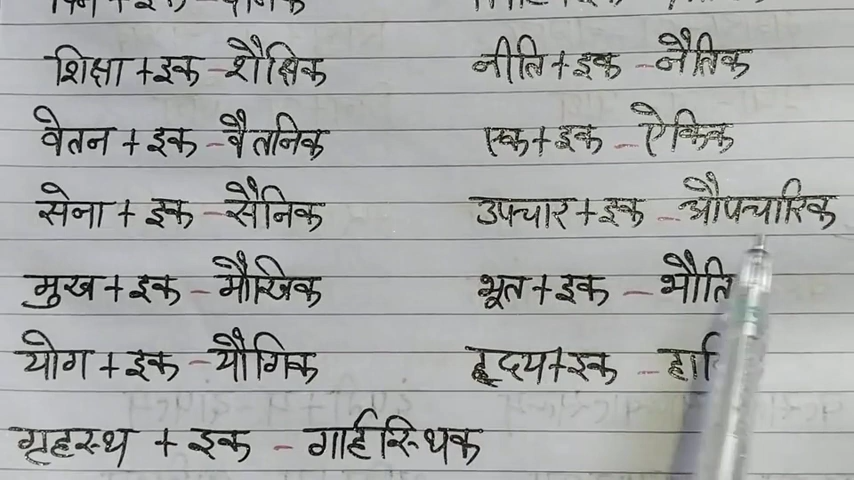 शिक्षा + इक - शैक्षिक नीति + इक - नैतिक
वेतन + इक - वैतनिक एक + इक - ऐकिक
सेना + इक - सैनिक उपचार + इक - औपचारिक
मुख + इक - मौखिक भूत + इक - भौति
योग + इक - यौगिक हृदय + इक - हार्
गृहस्थ + इक - गार्हस्थिक